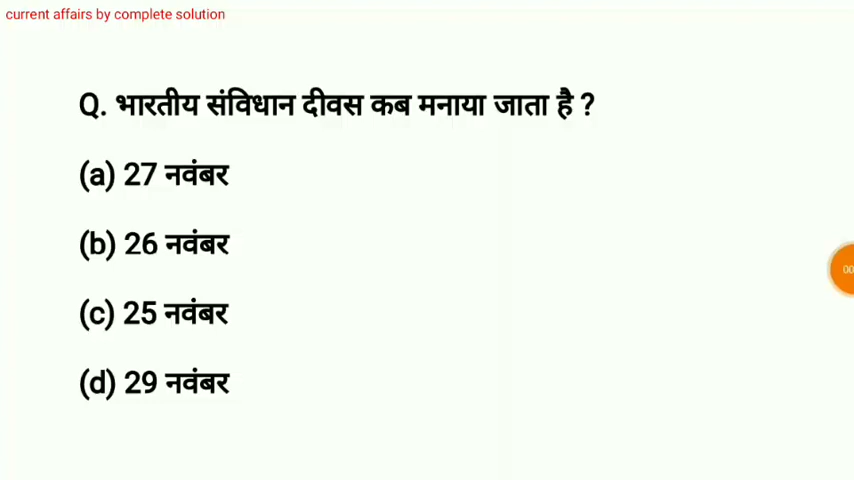 current affairs by complete solution
Q. भारतीय संविधान दीवस कब मनाया जाता है ?
(a) 27 नवंबर
(b) 26 नवंबर
00
(c) 25 नवंबर
(d) 29 नवंबर